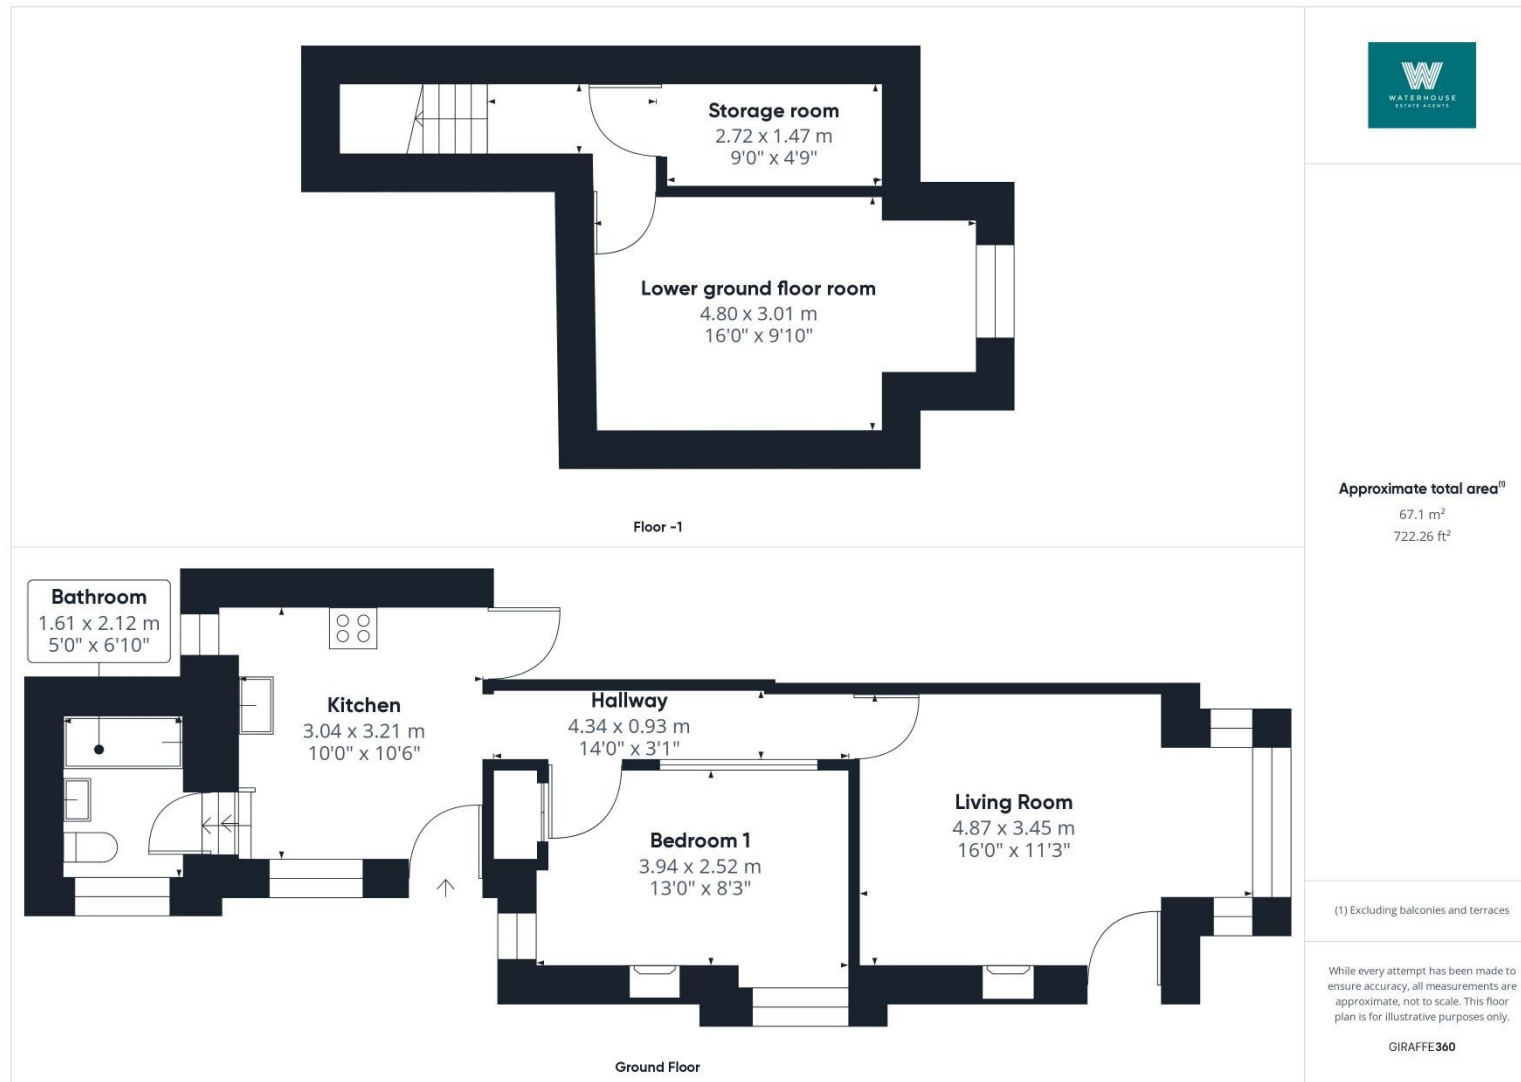 Storage room
2.72 x 1.47 m
9'0" x 4'9"
Lower ground floor room
4.80 x 3.01 m
16'0" x 9'10"
Floor -1
Bathroom
1.61 x 2.12 m
5'0" x 6'10"
Kitchen
3.04 x 3.21 m
10'0" x 10'6"
Hallway
4.34 x 0.93 m
14'0" x 3'1"
Bedroom 1
3.94 x 2.52 m
13'0" x 8'3"
Living Room
4.87 x 3.45 m
16'0" x 11'3"
Ground Floor
WATERHOUSE
ESTATE AGENTS
Approximate total area(1)
67.1 m²
722.26 ft²
(1) Excluding balconies and terraces
While every attempt has been made to
ensure accuracy, all measurements are
approximate, not to scale. This floor
plan is for illustrative purposes only.
GIRAFFE360